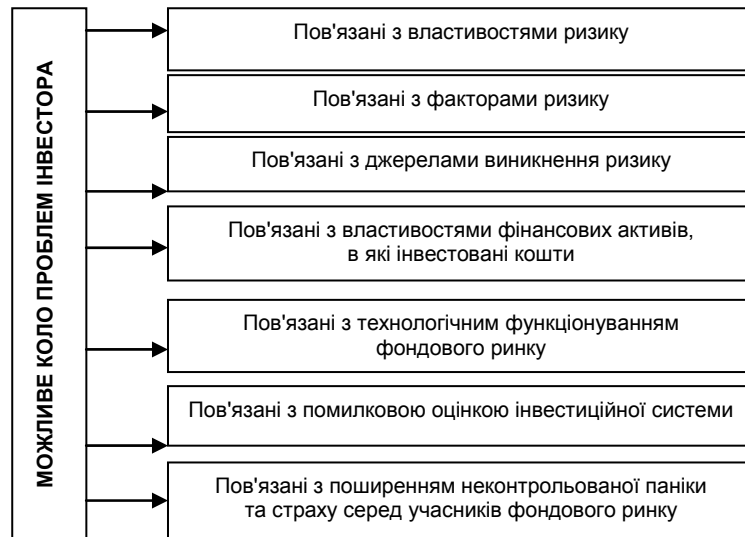 МОЖЛИВЕ КОЛО ПРОБЛЕМ ІНВЕСТОРА
Пов'язані з властивостями ризику
Пов'язані з факторами ризику
Пов'язані з джерелами виникнення ризику
Пов'язані з властивостями фінансових активів,
в які інвестовані кошти
Пов'язані з технологічним функціонуванням
фондового ринку
Пов'язані з помилковою оцінкою інвестиційної системи
Пов'язані з поширенням неконтрольованої паніки
та страху серед учасників фондового ринку